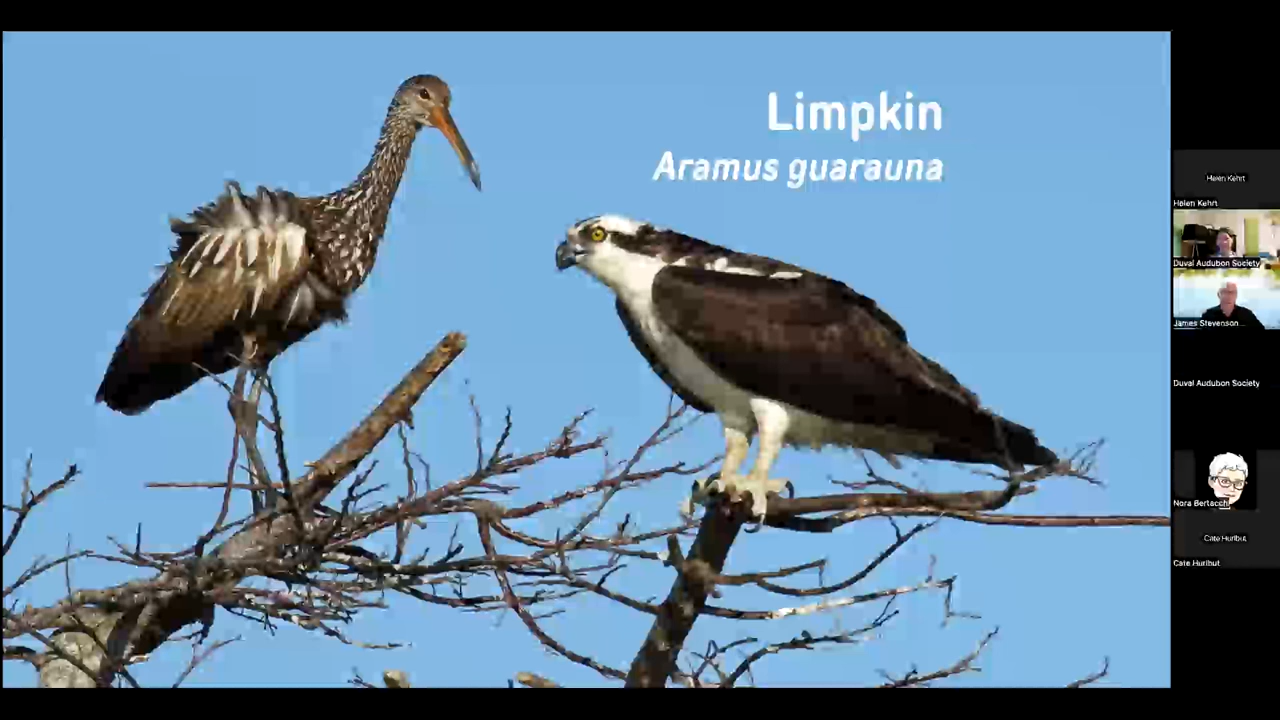 Limpkin
Aramus guarauna
Helen Kehrt
Helen Kehrt
Duval Audubon Society
James Stevenson...
Duval Audubon Society
Nora Bertacchi
Cate Hurlbut
Cate Hurlbut